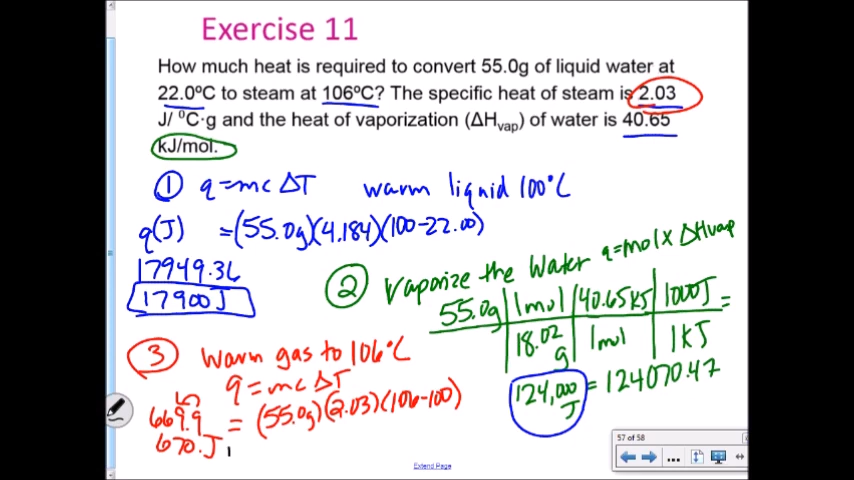 Exercise 11
How much heat is required to convert 55.0g of liquid water at
22.0ºC to steam at 106ºC? The specific heat of steam is 2.03
J/ ⁰C·g and the heat of vaporization (ΔHvap) of water is 40.65
kJ/mol.
① q=mcΔT warm liquid 100°C
q(J) =(55.0g)(4.184)(100-22.00)
17949.36
17900J
② Vaporize the Water q=mol x ΔHvap
55.0g | 1mol | 40.65KJ | 1000J =
18.02 g | 1mol | 1KJ
124,000 J = 124070.47
③ Warm gas to 106°C
q=mcΔT
669.9 = (55.0g)(2.03)(106-100)
670.J
57 of 58
Extend Page